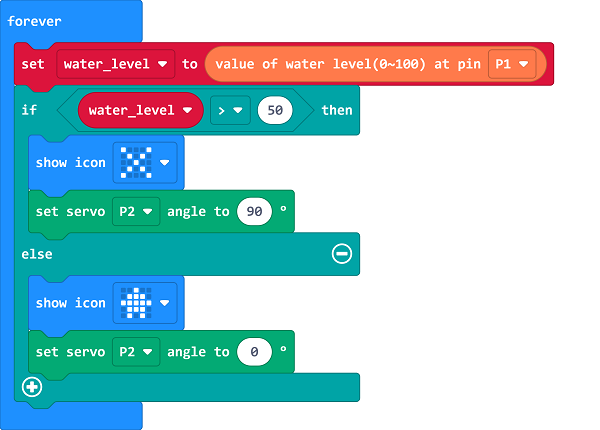 forever
set water_level to value of water level(0~100) at pin P1
if water_level > 50 then
show icon
set servo P2 angle to 90 °
else
show icon
set servo P2 angle to 0 °